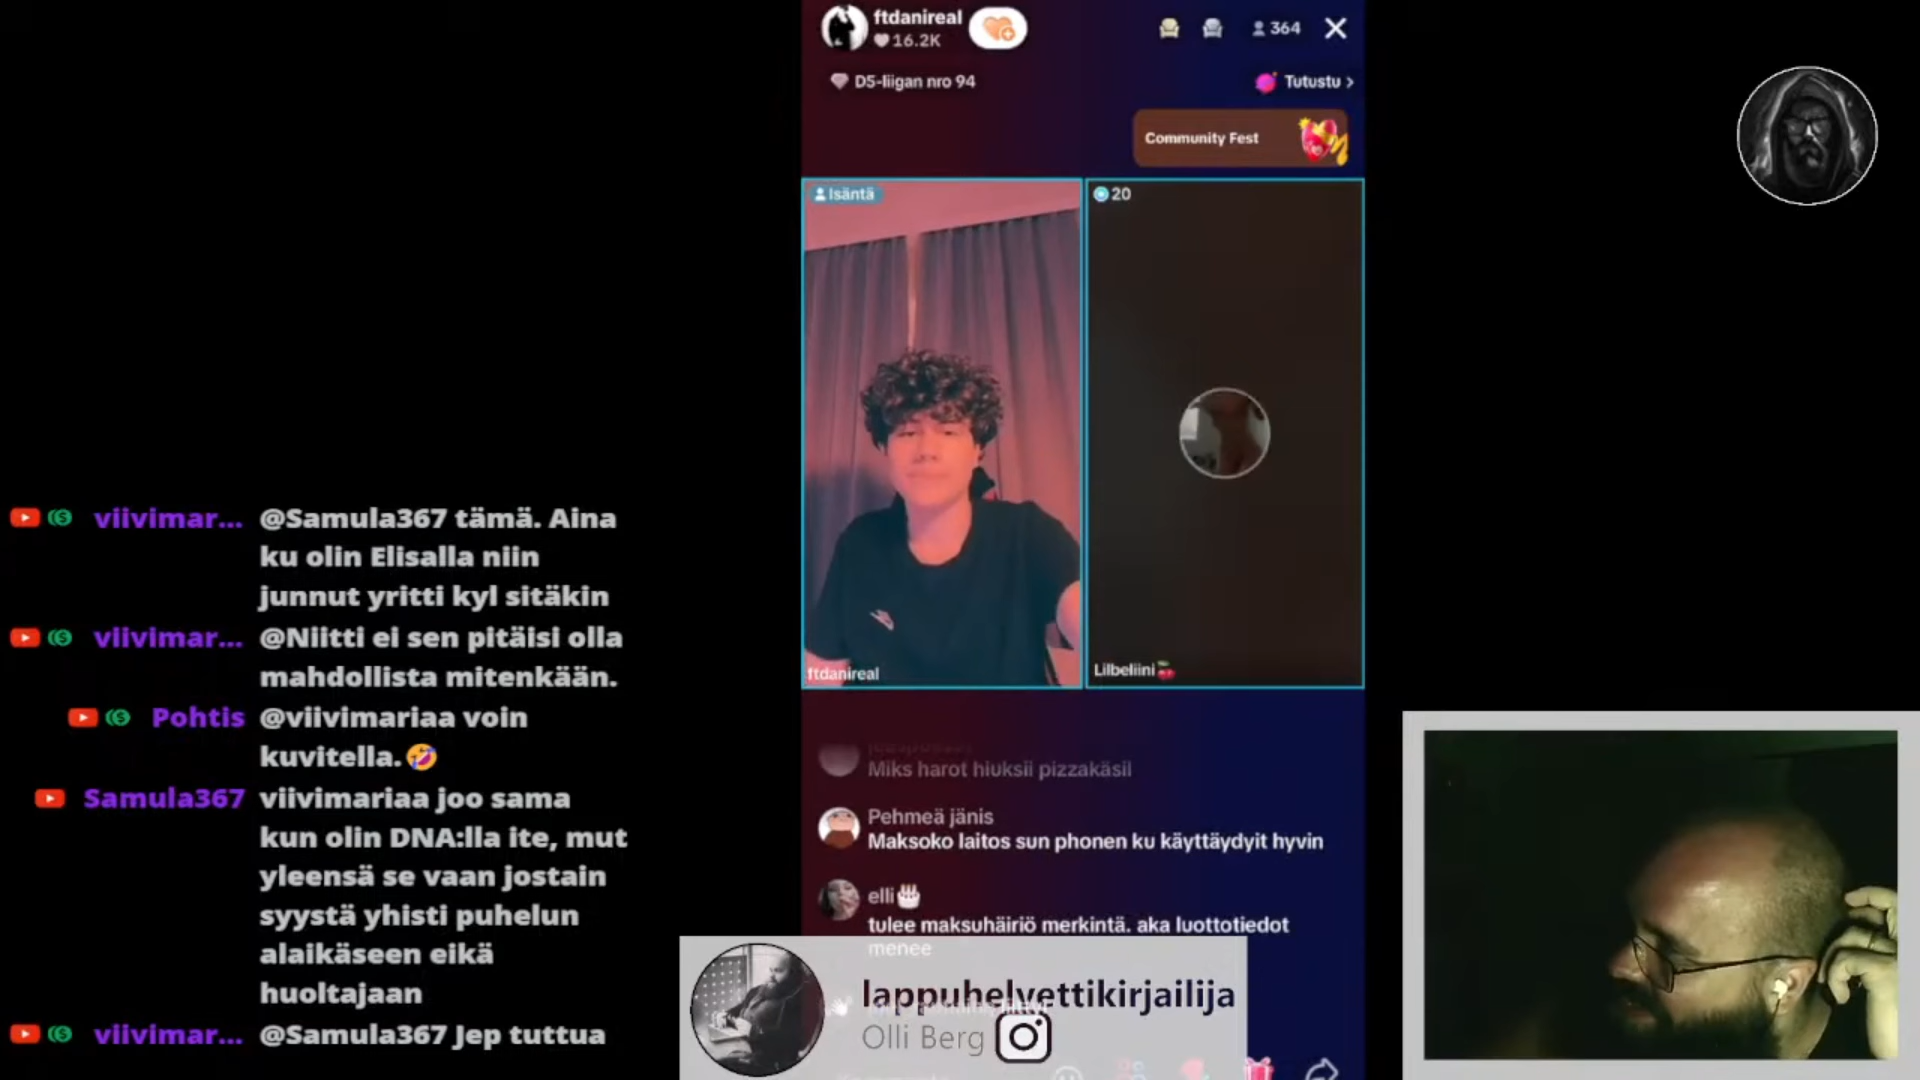 ftdanireal
16.2K
364
D5-liigan nro 94
Tutustu >
Community Fest
Isäntä
20
ftdanireal
Lilbeliini
viivimar... @Samula367 tämä. Aina
ku olin Elisalla niin
junnut yritti kyl sitäkin
viivimar... @Niitti ei sen pitäisi olla
mahdollista mitenkään.
Pohtis @viivimariaa voin
kuvitella.🤣
Samula367 viivimariaa joo sama
kun olin DNA:lla ite, mut
yleensä se vaan jostain
syystä yhisti puhelun
alaikäseen eikä
huoltajaan
viivimar... @Samula367 Jep tuttua
Miks harot hiuksii pizzakäsil
Pehmeä jänis
Maksoko laitos sun phonen ku käyttäydyit hyvin
elli
tulee maksuhäiriö merkintä. aka luottotiedot
menee
lappuhelvettikirjailija
Olli Berg